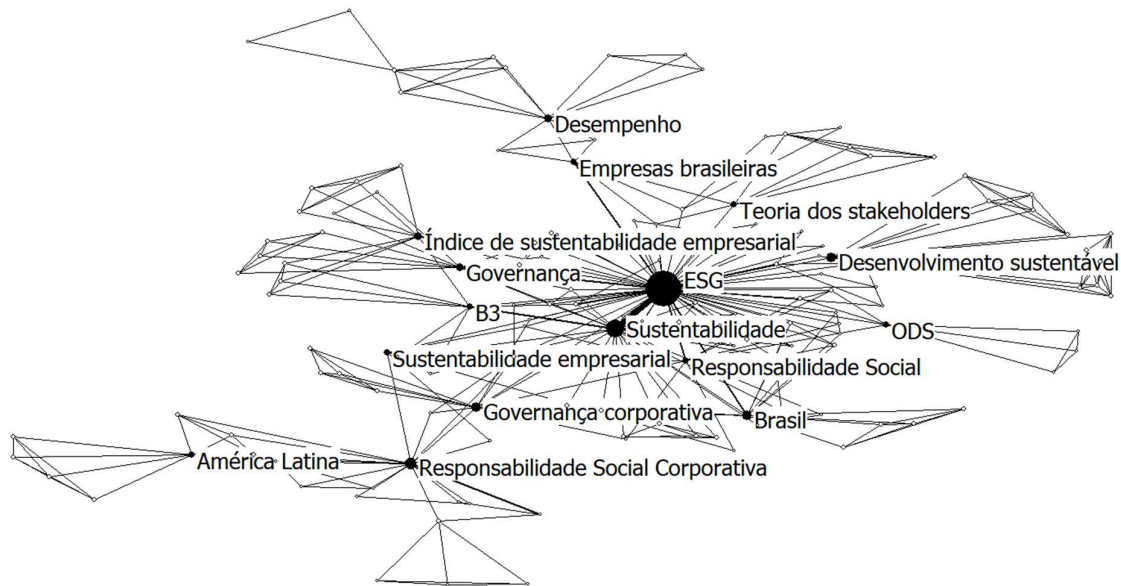 Desempenho
Empresas brasileiras
Teoria dos stakeholders
Índice de sustentabilidade empresarial
Desenvolvimento sustentável
Governança
ESG
B3
Sustentabilidade
ODS
Sustentabilidade empresarial
Responsabilidade Social
Governança corporativa
Brasil
América Latina
Responsabilidade Social Corporativa